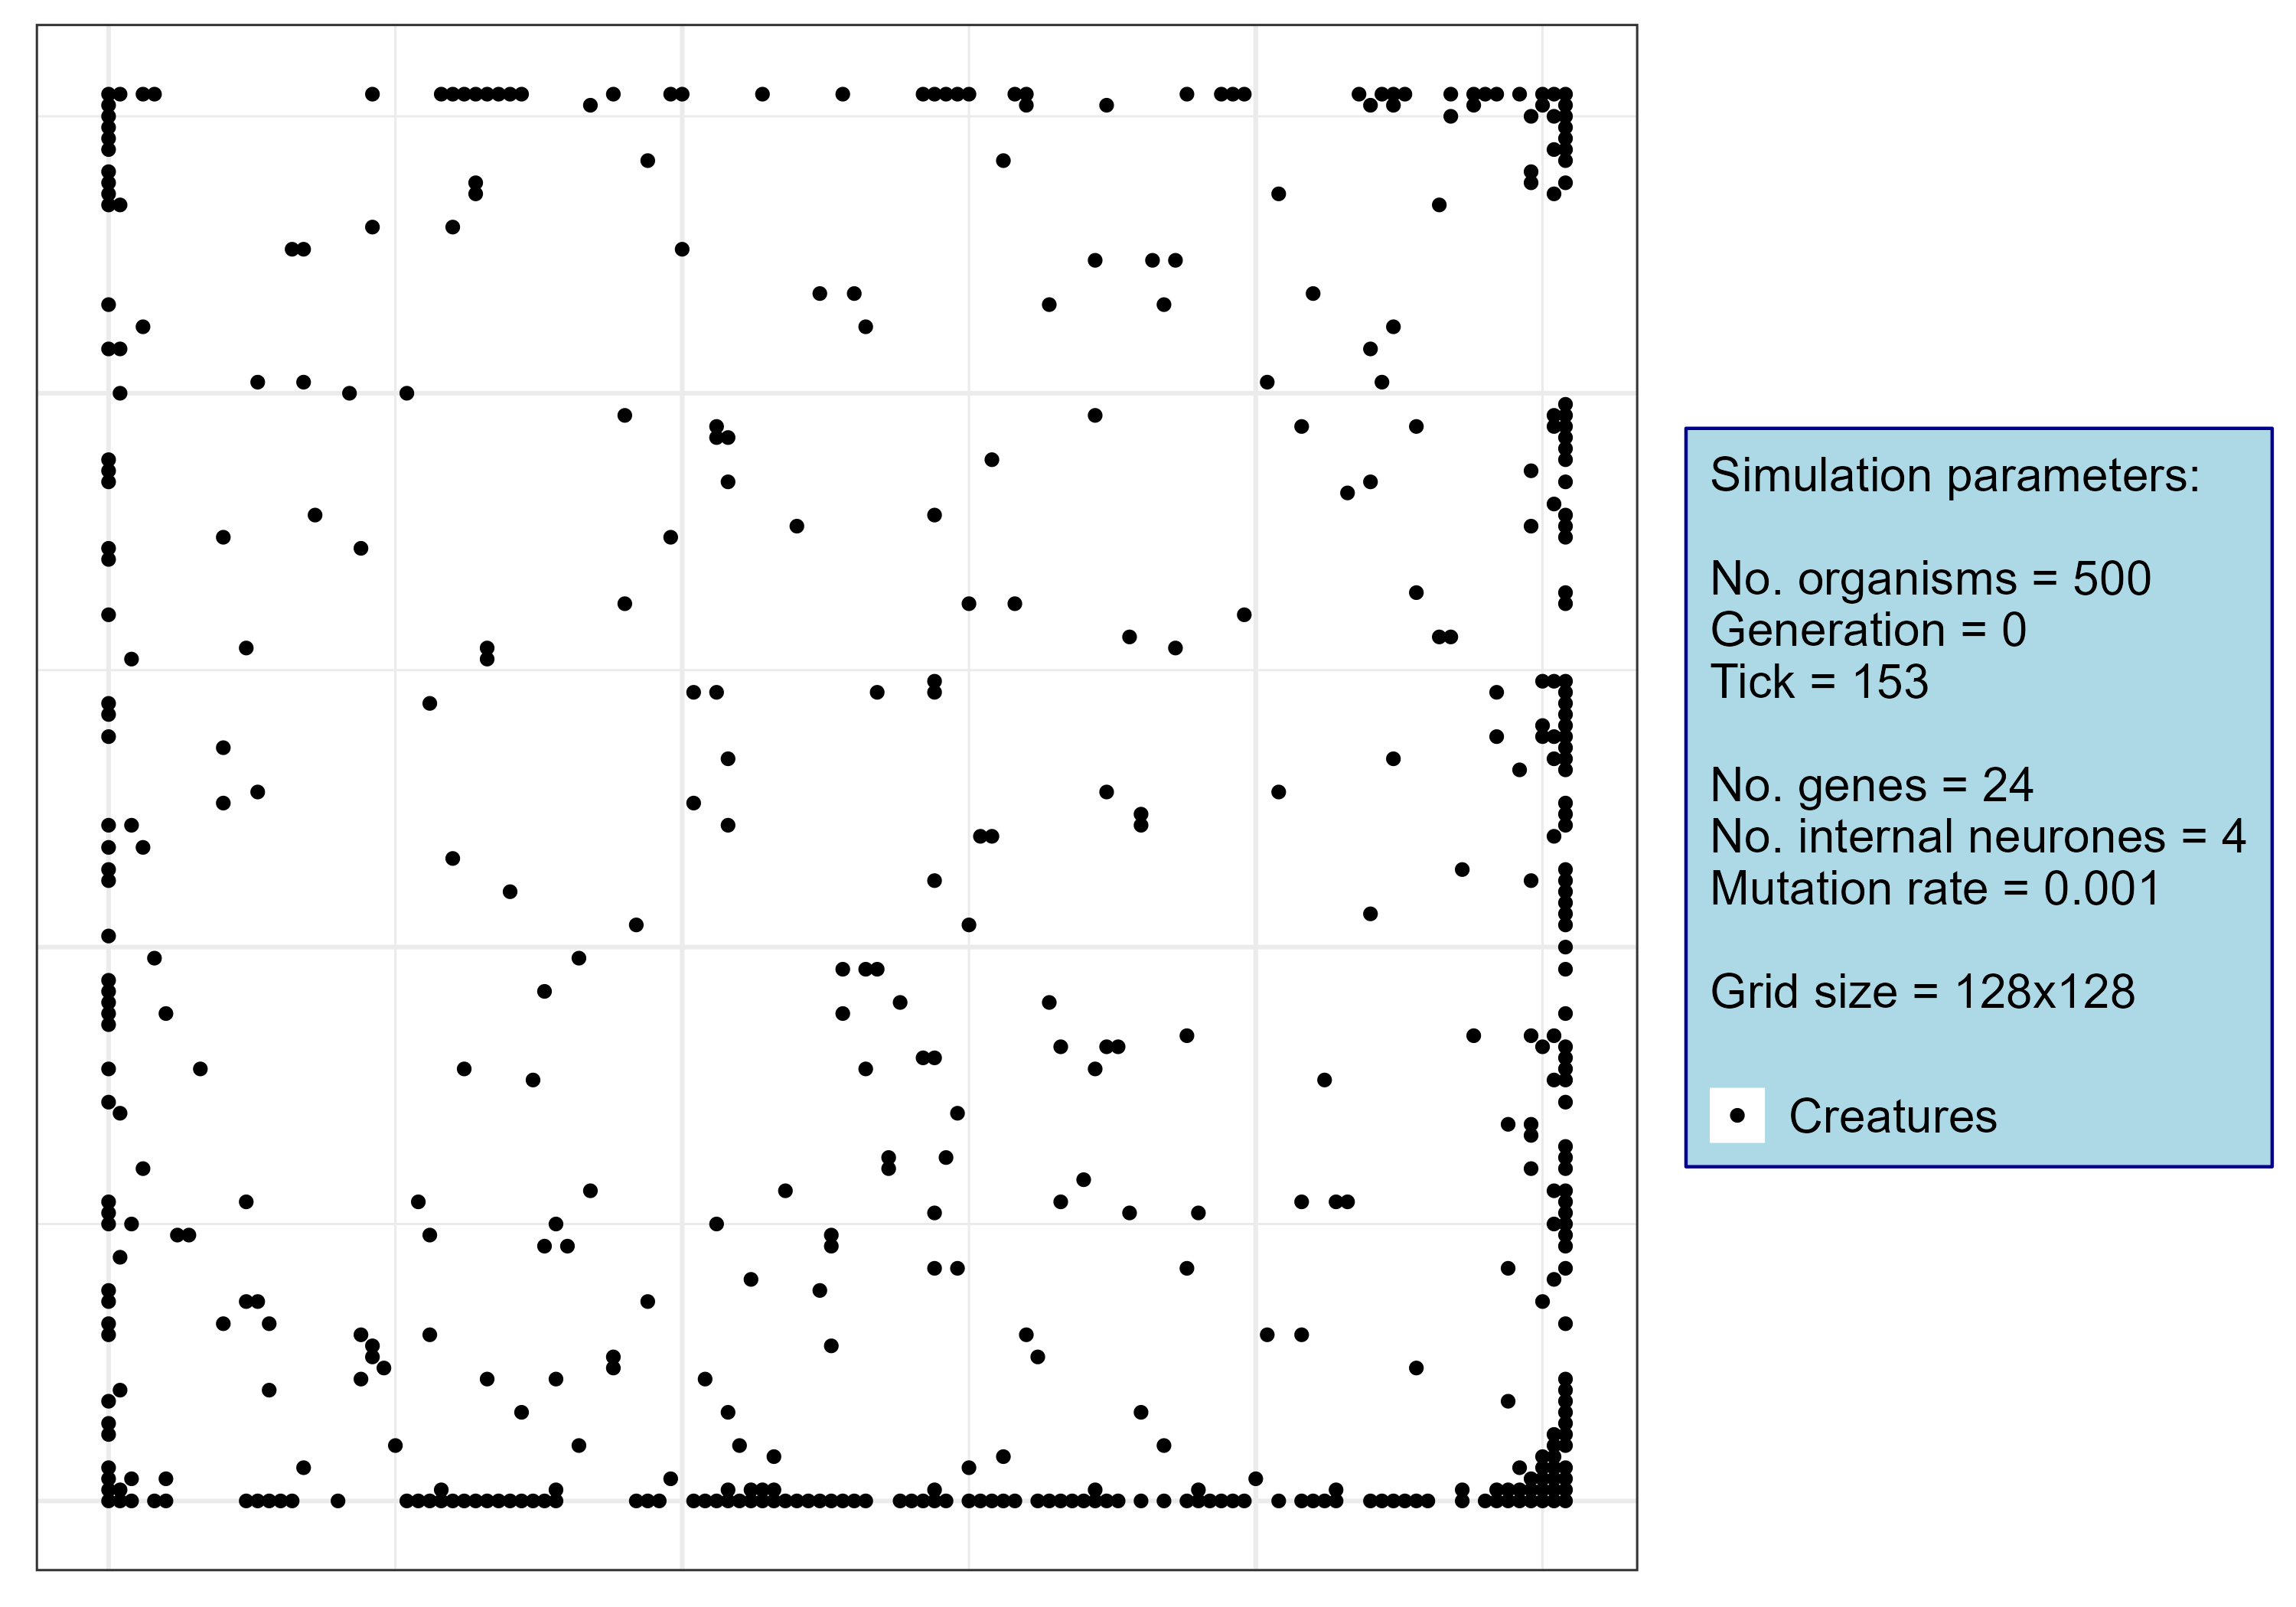 Simulation parameters:
No. organisms = 500
Generation = 0
Tick = 153
No. genes = 24
No. internal neurones = 4
Mutation rate = 0.001
Grid size = 128x128
Creatures